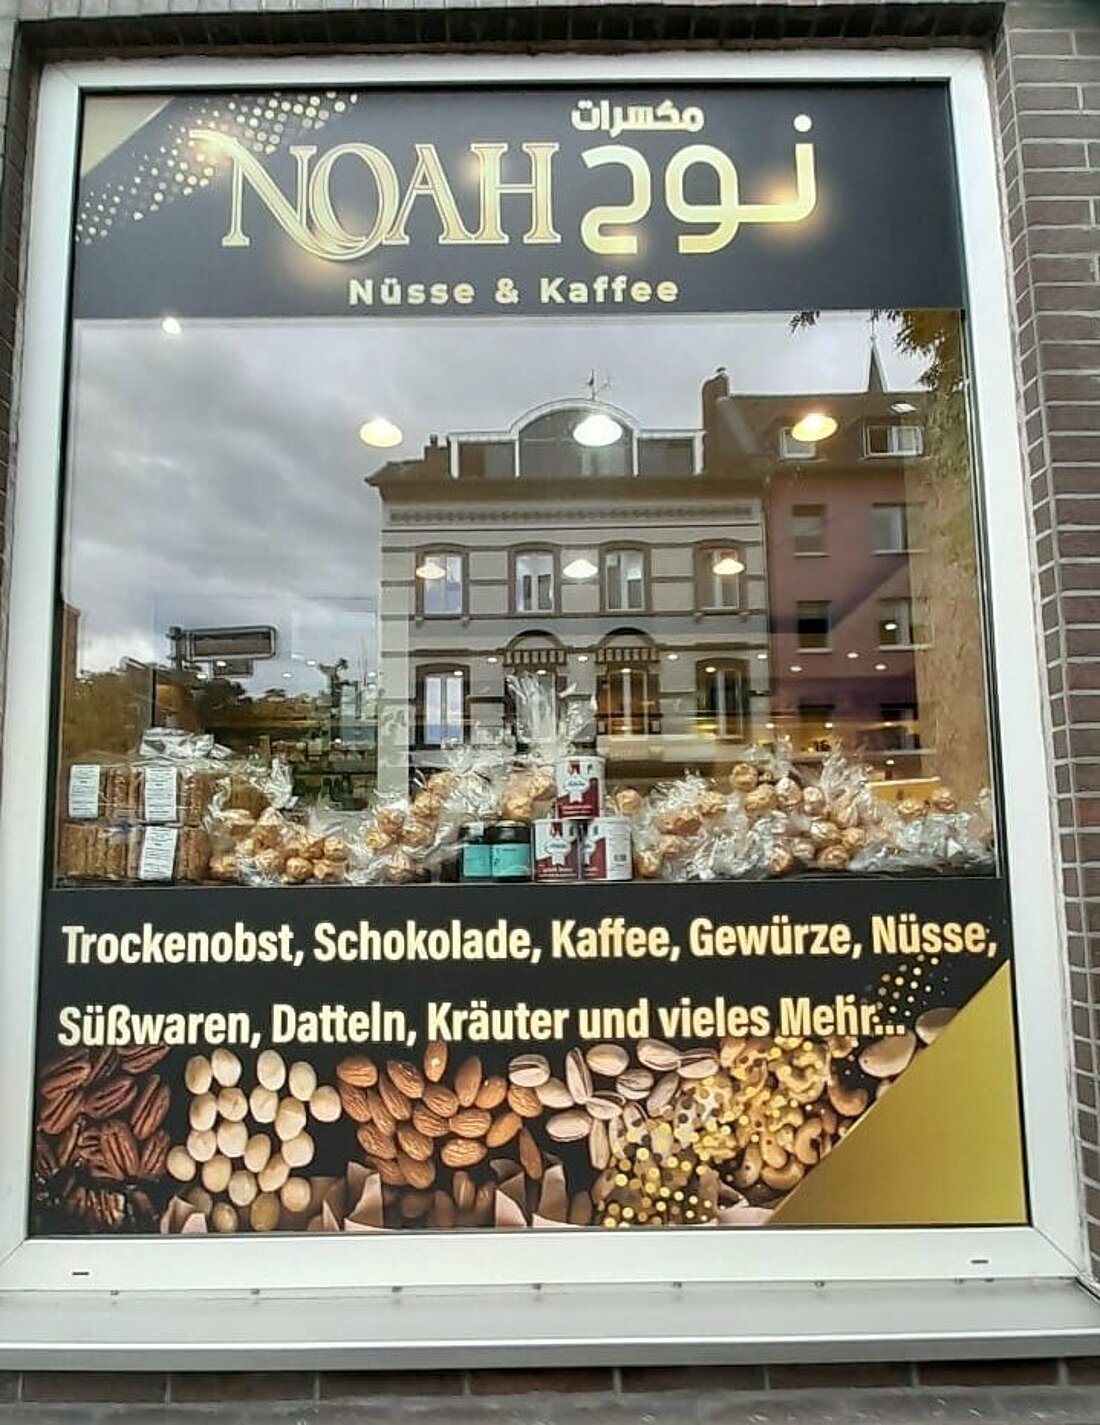 مكسرات
NOAH نوح
Nüsse & Kaffee
Trockenobst, Schokolade, Kaffee, Gewürze, Nüsse,
Süßwaren, Datteln, Kräuter und vieles Mehr...